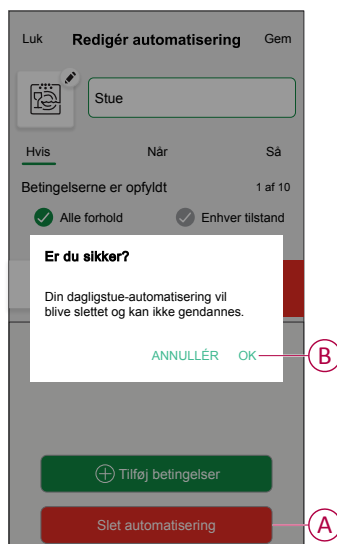 Luk Redigér automatisering Gem
Stue
Hvis Når Så
Betingelserne er opfyldt 1 af 10
Alle forhold Enhver tilstand
Er du sikker?
Din dagligstue-automatisering vil
blive slettet og kan ikke gendannes.
ANNULLÉR OK B
Tilføj betingelser
Slet automatisering A